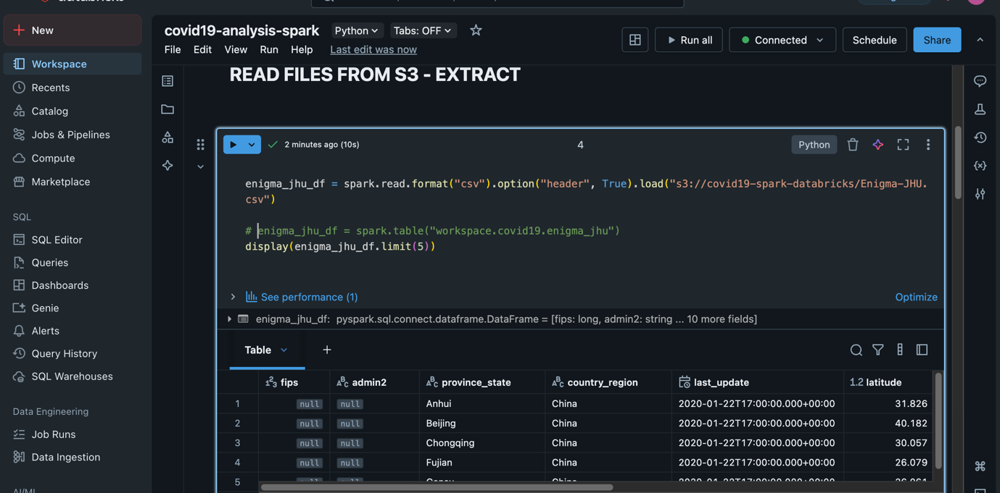 New
covid19-analysis-spark
Python
Tabs: OFF
File
Edit
View
Run
Help
Last edit was now
Run all
Connected
Schedule
Share
Workspace
Recents
Catalog
Jobs & Pipelines
Compute
Marketplace
SQL
SQL Editor
Queries
Dashboards
Genie
Alerts
Query History
SQL Warehouses
Data Engineering
Job Runs
Data Ingestion
AI/ML
READ FILES FROM S3 - EXTRACT
2 minutes ago (10s)
4
Python
enigma_jhu_df = spark.read.format("csv").option("header", True).load("s3://covid19-spark-databricks/Enigma-JHU.
csv")
# enigma_jhu_df = spark.table("workspace.covid19.enigma_jhu")
display(enigma_jhu_df.limit(5))
See performance (1)
Optimize
enigma_jhu_df: pyspark.sql.connect.dataframe.DataFrame = [fips: long, admin2: string ... 10 more fields]
Table
+
123 fips ABC admin2 ABC province_state ABC country_region last_update 1.2 latitude
1 null null Anhui China 2020-01-22T17:00:00.000+00:00 31.826
2 null null Beijing China 2020-01-22T17:00:00.000+00:00 40.182
3 null null Chongqing China 2020-01-22T17:00:00.000+00:00 30.057
4 null null Fujian China 2020-01-22T17:00:00.000+00:00 26.079
5